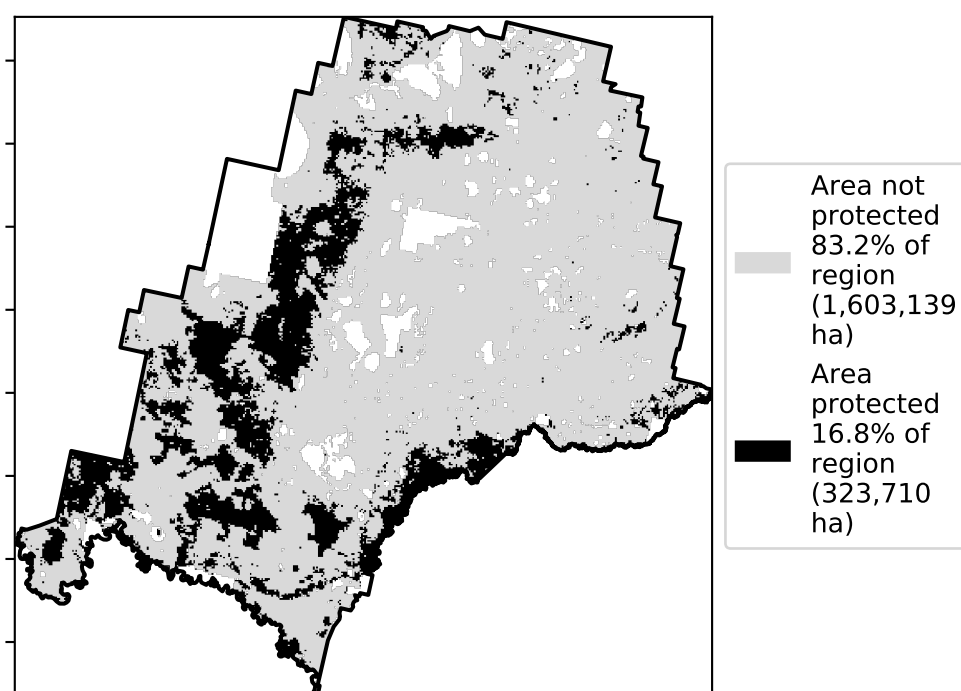 Area not
protected
83.2% of
region
(1,603,139
ha)
Area
protected
16.8% of
region
(323,710
ha)